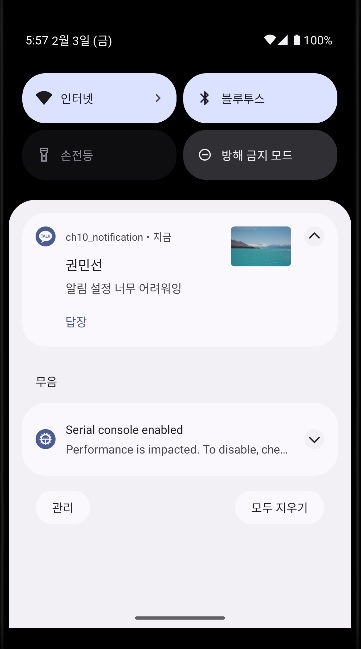 5:57 2월 3일 (금) 100%
인터넷
블루투스
손전등
방해 금지 모드
ch10_notification • 지금
권민선
알림 설정 너무 어려워잉
답장
무음
Serial console enabled
Performance is impacted. To disable, che...
관리
모두 지우기